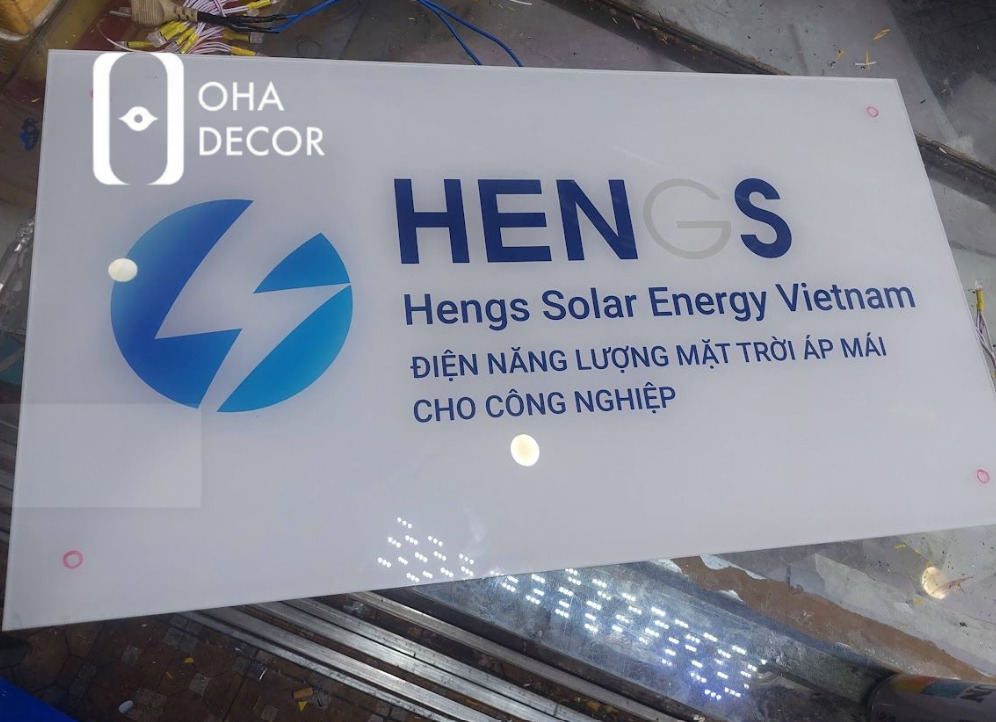 OHA
DECOR
HENGS
Hengs Solar Energy Vietnam
ĐIỆN NĂNG LƯỢNG MẶT TRỜI ÁP MÁI
CHO CÔNG NGHIỆP